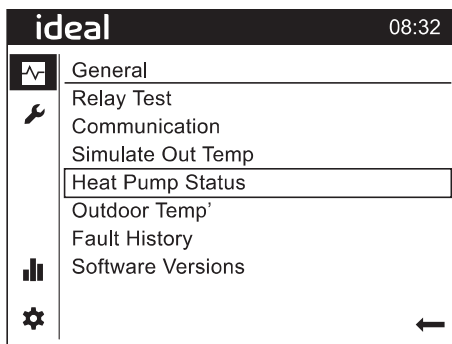 ideal 08:32
General
Relay Test
Communication
Simulate Out Temp
Heat Pump Status
Outdoor Temp'
Fault History
Software Versions